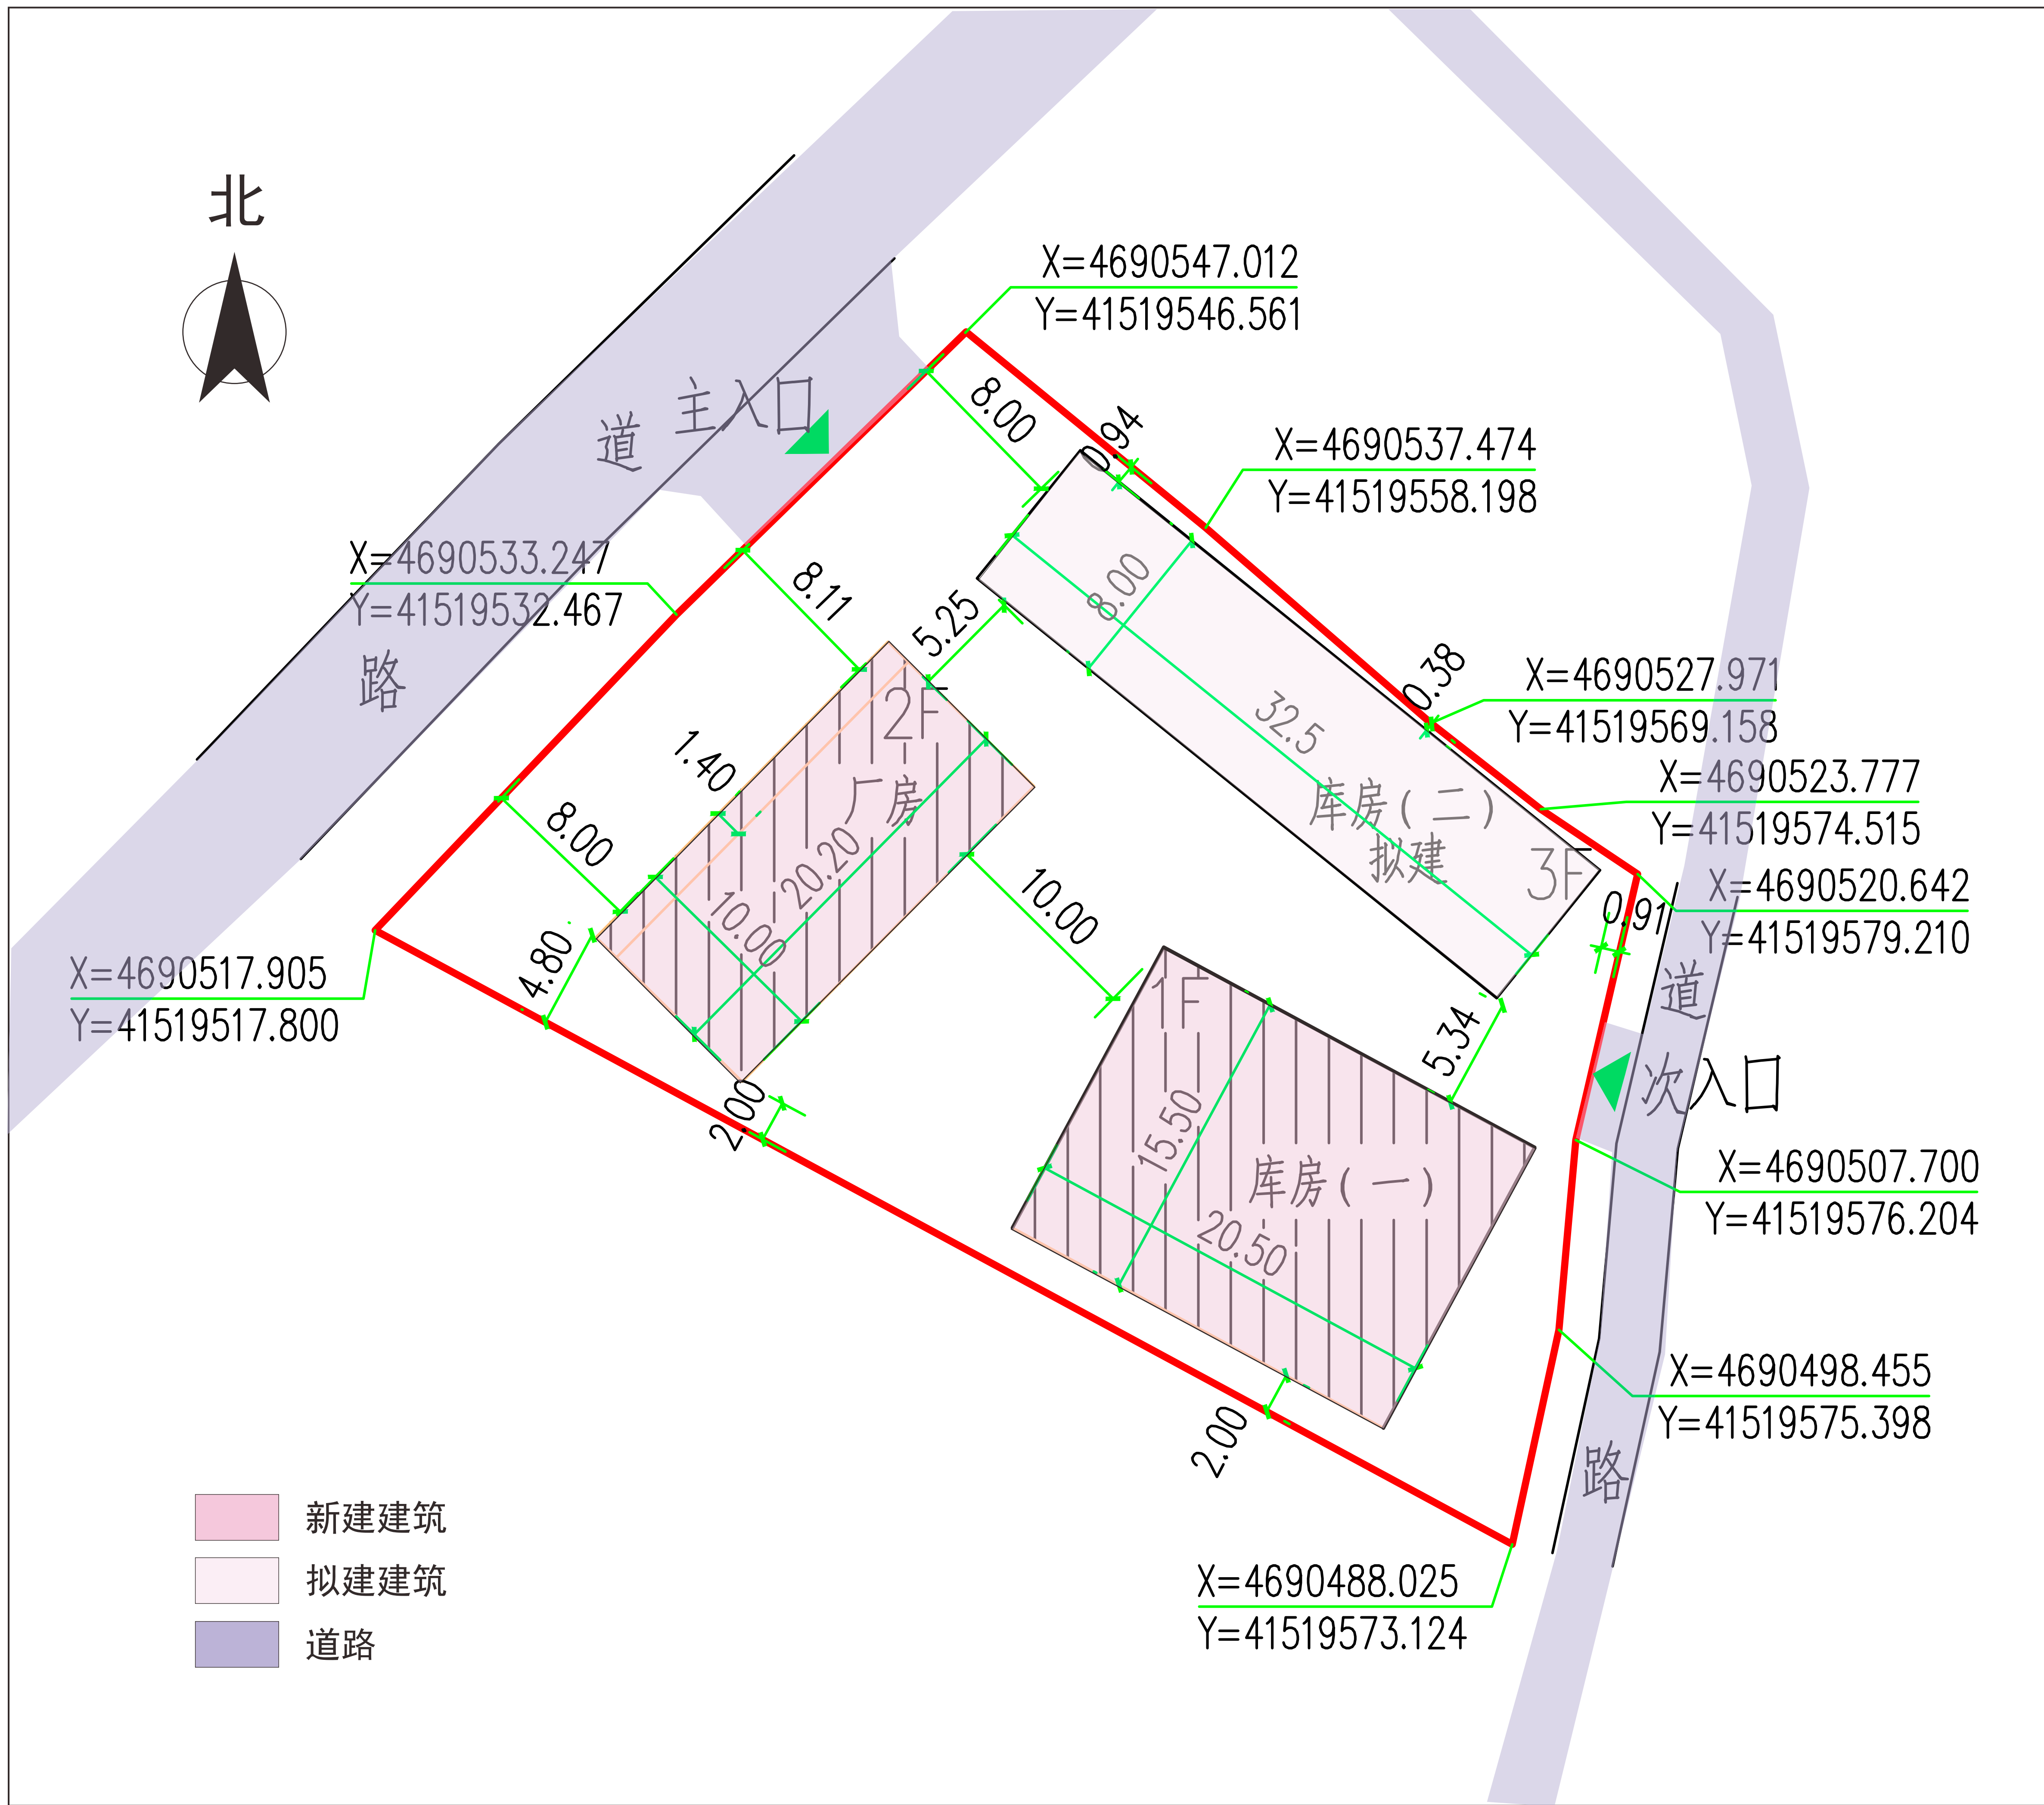 北
X=4690547.012
Y=41519546.561
主入口
道
8.00
0.94
X=4690537.474
Y=41519558.198
X=4690533.247
Y=41519532.467
8.11
5.25
8.00
路
2F
32.5
0.38
X=4690527.971
Y=41519569.158
1.40
厂房
库房(二)
拟建
3F
X=4690523.777
Y=41519574.515
8.00
20.20
10.00
10.00
0.91
X=4690520.642
Y=41519579.210
4.80
X=4690517.905
Y=41519517.800
1F
5.34
道
次入口
2.00
15.50
库房(一)
20.50
X=4690507.700
Y=41519576.204
X=4690498.455
Y=41519575.398
2.00
路
新建建筑
拟建建筑
道路
X=4690488.025
Y=41519573.124